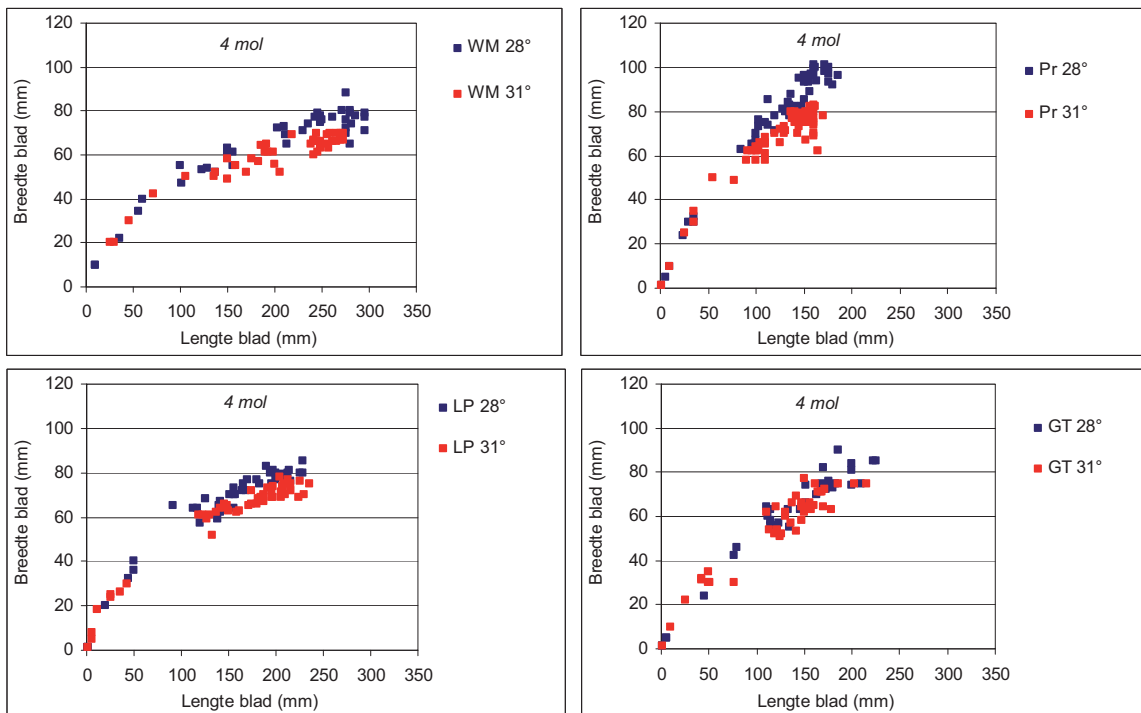 4 mol
WM 28°
WM 31°
Breedte blad (mm)
120
100
80
60
40
20
0
0 50 100 150 200 250 300 350
Lengte blad (mm)
4 mol
Pr 28°
Pr 31°
Breedte blad (mm)
120
100
80
60
40
20
0
0 50 100 150 200 250 300 350
Lengte blad (mm)
4 mol
LP 28°
LP 31°
Breedte blad (mm)
120
100
80
60
40
20
0
0 50 100 150 200 250 300 350
Lengte blad (mm)
4 mol
GT 28°
GT 31°
Breedte blad (mm)
120
100
80
60
40
20
0
0 50 100 150 200 250 300 350
Lengte blad (mm)